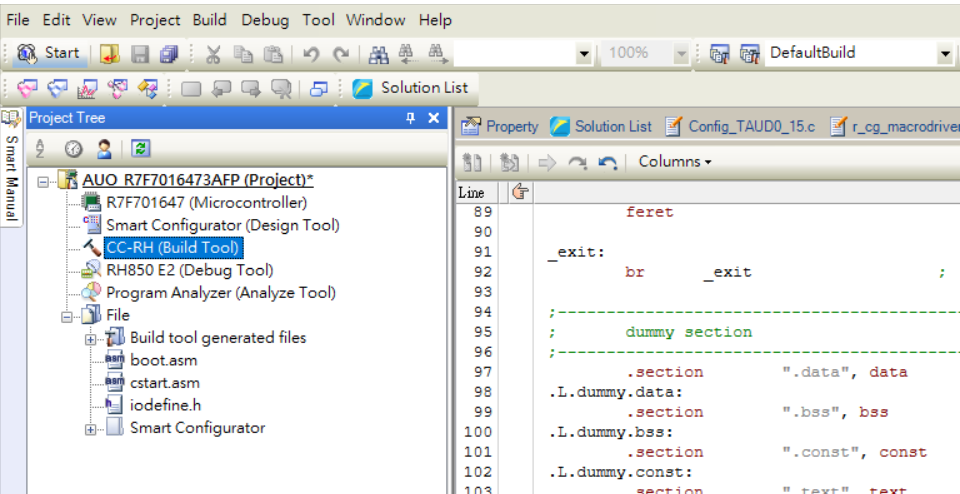 File Edit View Project Build Debug Tool Window Help
Start 100% DefaultBuild
Solution List
Smart Manual
Project Tree
AUO_R7F7016473AFP (Project)*
R7F701647 (Microcontroller)
Smart Configurator (Design Tool)
CC-RH (Build Tool)
RH850 E2 (Debug Tool)
Program Analyzer (Analyze Tool)
File
Build tool generated files
boot.asm
cstart.asm
iodefine.h
Smart Configurator
Property Solution List Config_TAUD0_15.c r_cg_macrodriver
Columns
Line
89 feret
90
91 _exit:
92 br _exit ;
93
94 ;--------------------------------------------
95 ; dummy section
96 ;--------------------------------------------
97 .section ".data", data
98 .L.dummy.data:
99 .section ".bss", bss
100 .L.dummy.bss:
101 .section ".const", const
102 .L.dummy.const:
103 .section ".text", text